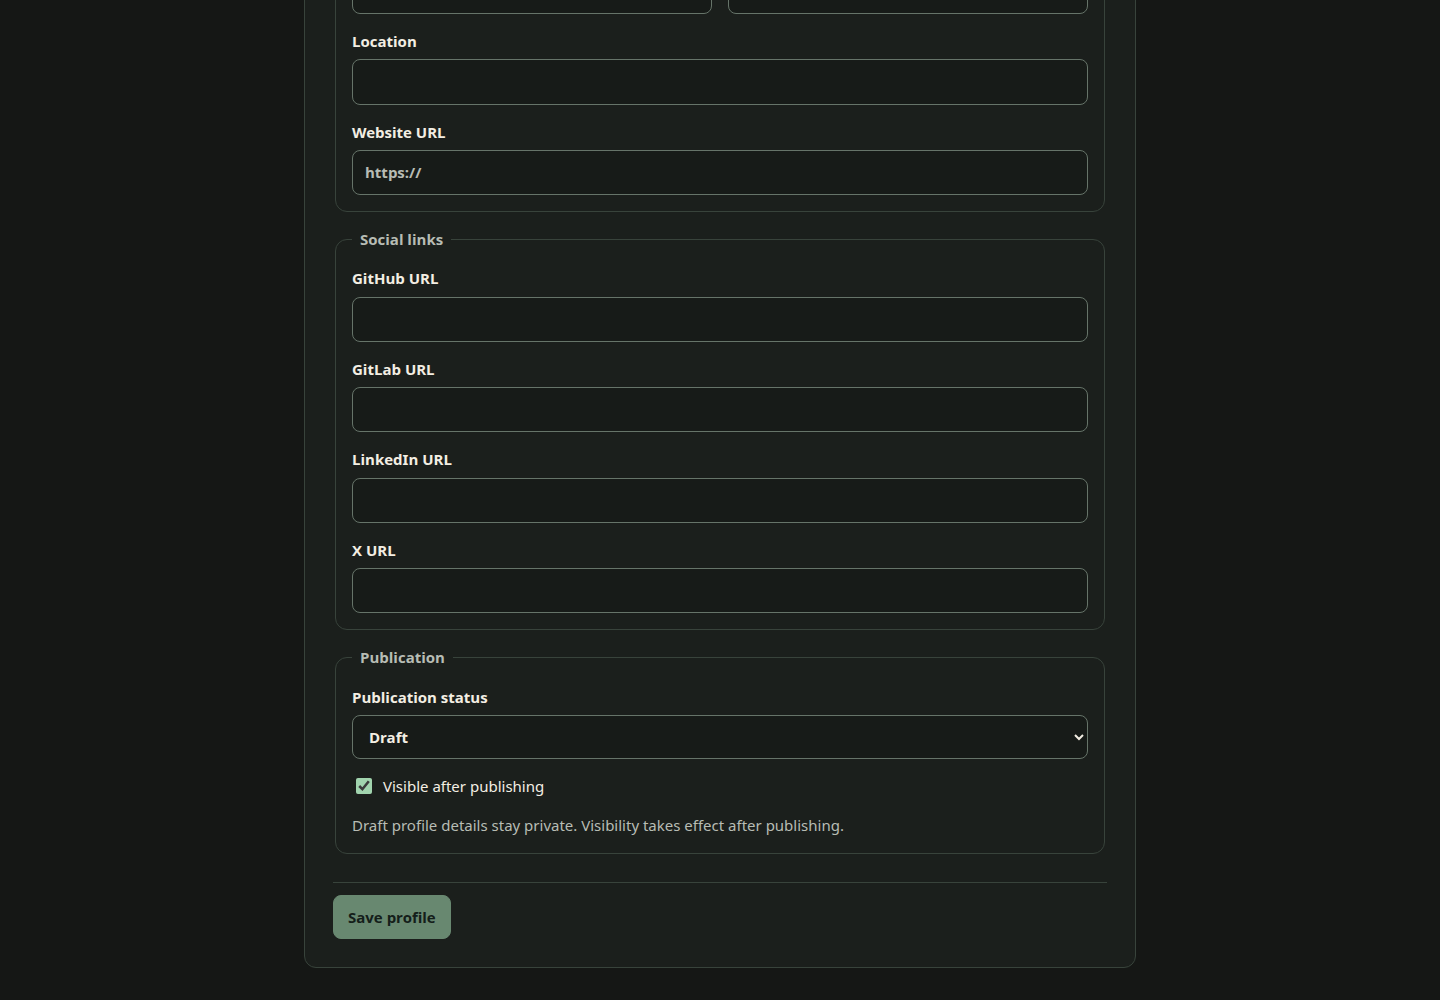 Location
Website URL
https://
Social links
GitHub URL
GitLab URL
LinkedIn URL
X URL
Publication
Publication status
Draft
Visible after publishing
Draft profile details stay private. Visibility takes effect after publishing.
Save profile